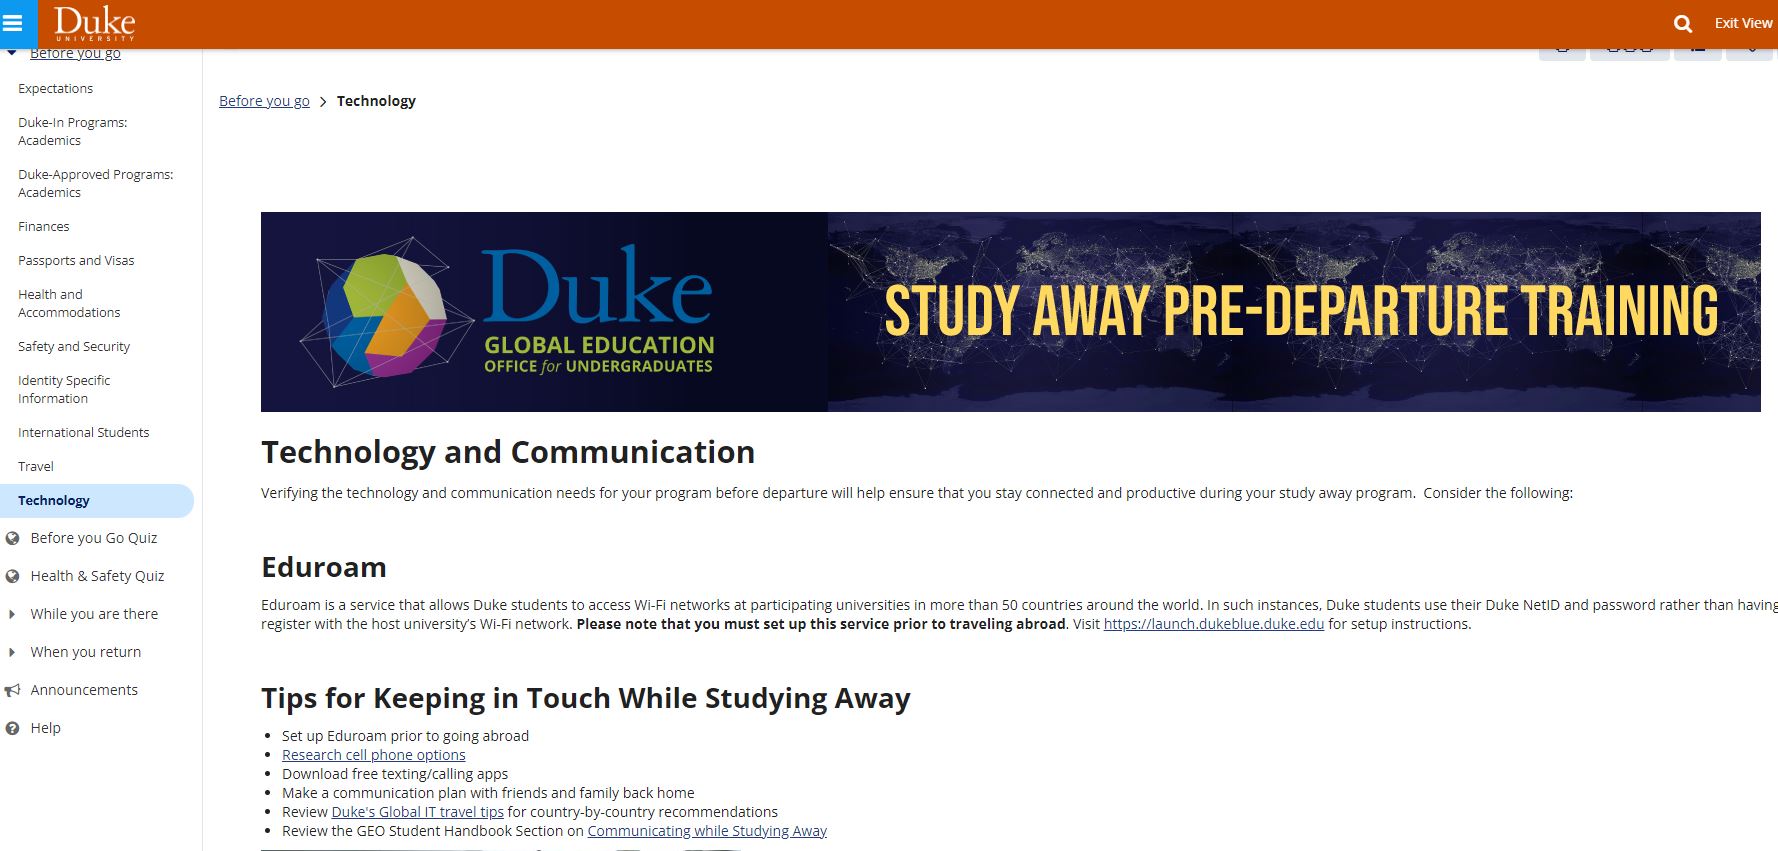 Duke
UNIVERSITY
Exit View
Before you go
Expectations
Duke-In Programs:
Academics
Duke-Approved Programs:
Academics
Finances
Passports and Visas
Health and
Accommodations
Safety and Security
Identity Specific
Information
International Students
Travel
Technology
Before you Go Quiz
Health & Safety Quiz
While you are there
When you return
Announcements
Help
Before you go > Technology
Duke
GLOBAL EDUCATION
OFFICE for UNDERGRADUATES
STUDY AWAY PRE-DEPARTURE TRAINING
Technology and Communication
Verifying the technology and communication needs for your program before departure will help ensure that you stay connected and productive during your study away program.  Consider the following:
Eduroam
Eduroam is a service that allows Duke students to access Wi-Fi networks at participating universities in more than 50 countries around the world. In such instances, Duke students use their Duke NetID and password rather than having
register with the host university’s Wi-Fi network. Please note that you must set up this service prior to traveling abroad. Visit https://launch.dukeblue.duke.edu for setup instructions.
Tips for Keeping in Touch While Studying Away
• Set up Eduroam prior to going abroad
• Research cell phone options
• Download free texting/calling apps
• Make a communication plan with friends and family back home
• Review Duke's Global IT travel tips for country-by-country recommendations
• Review the GEO Student Handbook Section on Communicating while Studying Away